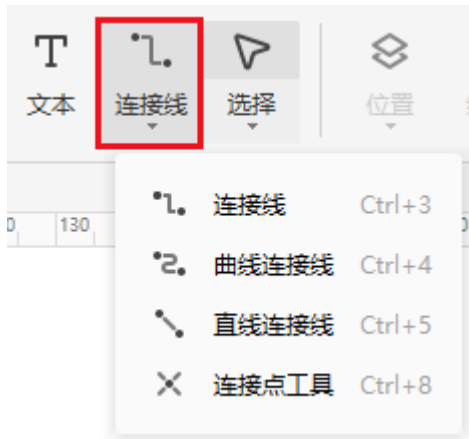 文本 连接线 选择 位置
0 130
连接线 Ctrl+3
曲线连接线 Ctrl+4
直线连接线 Ctrl+5
连接点工具 Ctrl+8